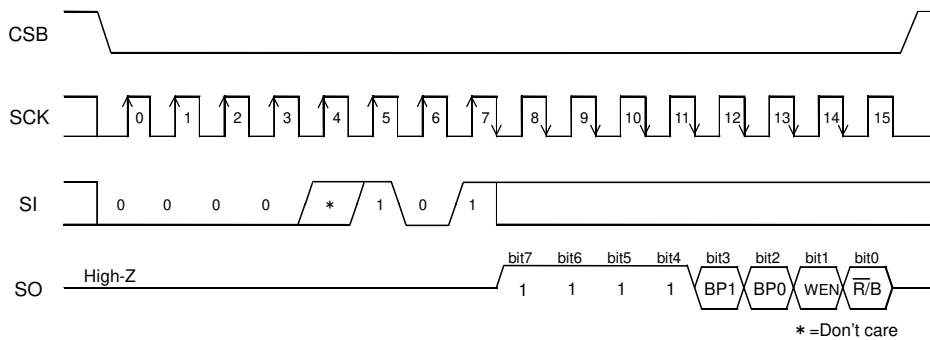 CSB
SCK 0 1 2 3 4 5 6 7 8 9 10 11 12 13 14 15
SI 0 0 0 0 * 1 0 1
bit7 bit6 bit5 bit4 bit3 bit2 bit1 bit0
High-Z
SO 1 1 1 1 BP1 BP0 WEN R̅/B
* =Don't care